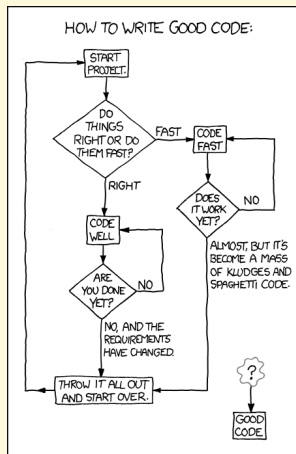 HOW TO WRITE GOOD CODE:
START
PROJECT.
DO
THINGS
RIGHT OR DO
THEM FAST?
FAST
CODE
FAST
RIGHT
DOES
IT WORK
YET?
NO
CODE
WELL
ALMOST, BUT IT'S
BECOME A MASS
OF KLUDGES AND
SPAGHETTI CODE.
ARE
YOU DONE
YET?
NO
NO, AND THE
REQUIREMENTS
HAVE CHANGED.
THROW IT ALL OUT
AND START OVER.
?
GOOD
CODE